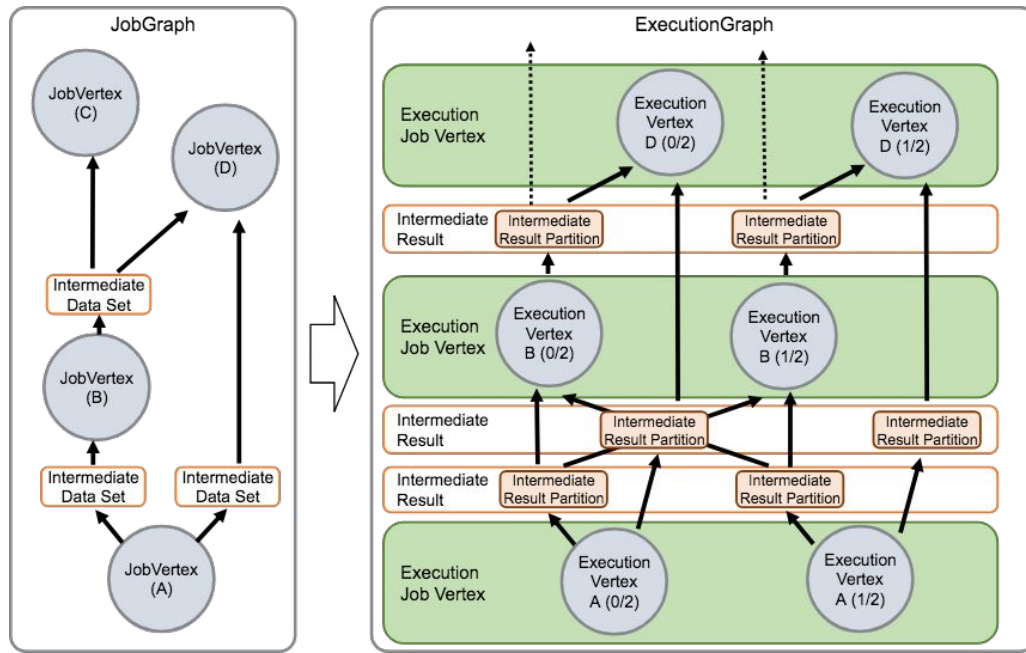 JobGraph
JobVertex
(C)
JobVertex
(D)
Intermediate
Data Set
JobVertex
(B)
Intermediate
Data Set
Intermediate
Data Set
JobVertex
(A)
ExecutionGraph
Execution
Job Vertex
Execution
Vertex
D (0/2)
Execution
Vertex
D (1/2)
Intermediate
Result
Intermediate
Result Partition
Intermediate
Result Partition
Execution
Job Vertex
Execution
Vertex
B (0/2)
Execution
Vertex
B (1/2)
Intermediate
Result
Intermediate
Result Partition
Intermediate
Result Partition
Intermediate
Result
Intermediate
Result Partition
Intermediate
Result Partition
Execution
Job Vertex
Execution
Vertex
A (0/2)
Execution
Vertex
A (1/2)